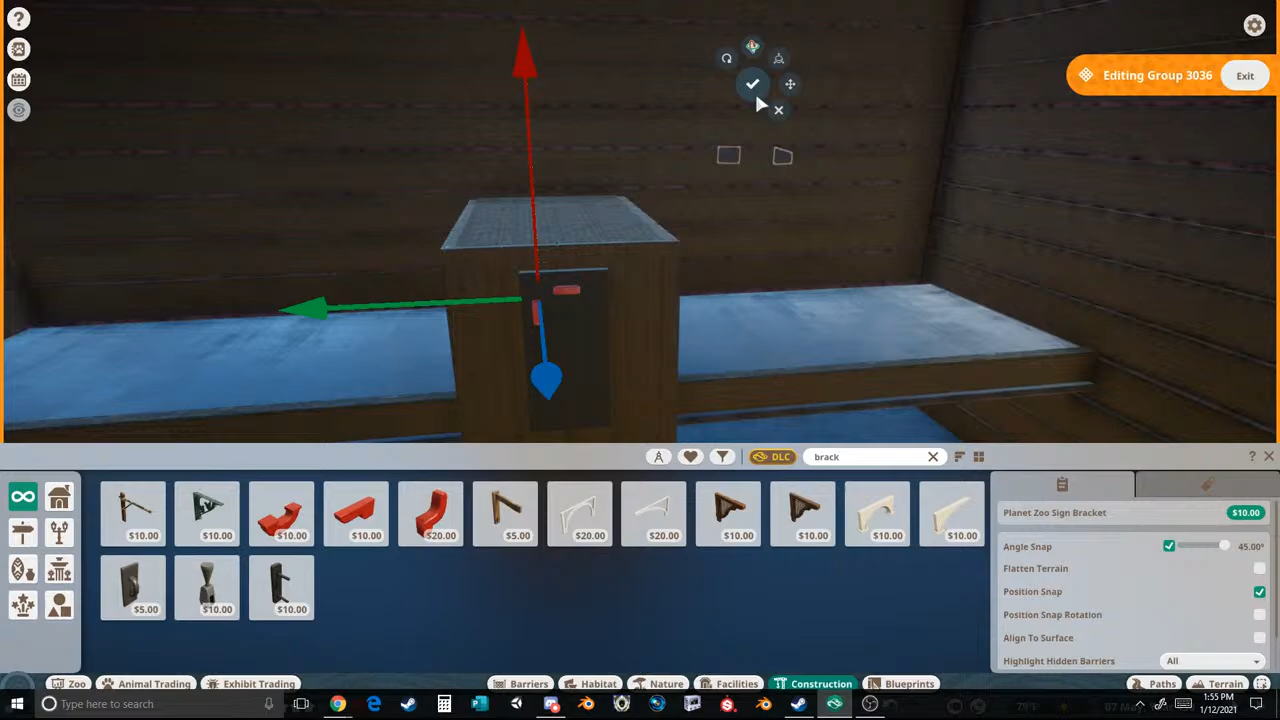 Editing Group 3036 Exit
DLC brack
$10.00 $10.00 $10.00 $10.00 $20.00 $5.00 $20.00 $20.00 $10.00 $10.00 $10.00 $10.00
$5.00 $10.00 $10.00
Planet Zoo Sign Bracket $10.00
Angle Snap 45.00°
Flatten Terrain
Position Snap
Position Snap Rotation
Align To Surface
Highlight Hidden Barriers All
Zoo Animal Trading Exhibit Trading Barriers Habitat Nature Facilities Construction Blueprints Paths Terrain
Type here to search
1:55 PM
1/12/2021